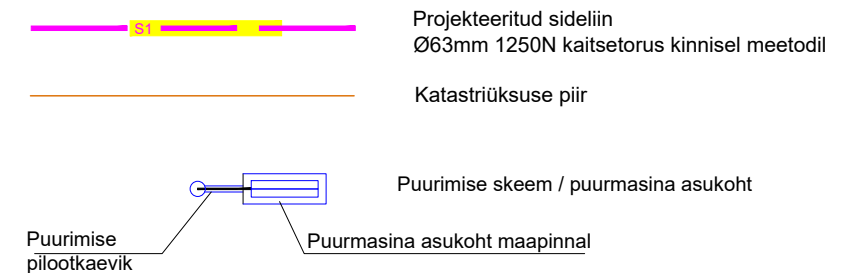 S1
Projekteeritud sideliin
Ø63mm 1250N kaitsetorus kinnisel meetodil
Katastriüksuse piir
Puurimise skeem / puurmasina asukoht
Puurimise
pilootkaevik
Puurmasina asukoht maapinnal